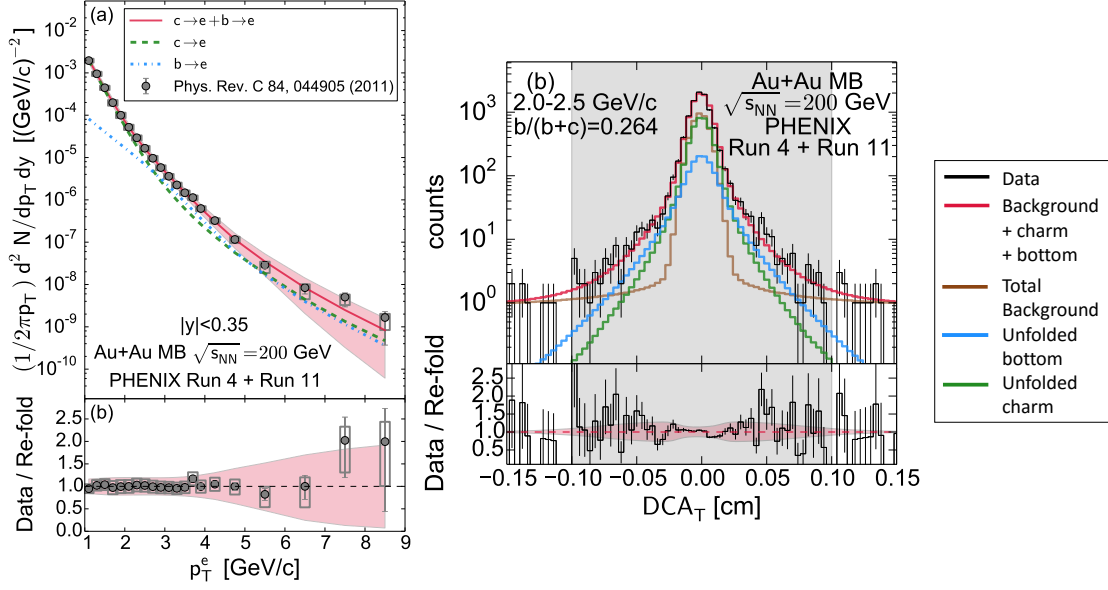 (a)
c→e+b→e
c→e
b→e
Phys. Rev. C 84, 044905 (2011)
10⁻²
10⁻³
10⁻⁴
10⁻⁵
10⁻⁶
10⁻⁷
10⁻⁸
10⁻⁹
10⁻¹⁰
(1/2πp_T) d² N/dp_T dy [(GeV/c)⁻²]
|y|<0.35
Au+Au MB √s_NN =200 GeV
PHENIX Run 4 + Run 11
(b)
2.5
2.0
1.5
1.0
0.5
0.0
Data / Re-fold
1 2 3 4 5 6 7 8 9
p_T^e [GeV/c]
(b)
Au+Au MB
2.0-2.5 GeV/c
√s_NN =200 GeV
b/(b+c)=0.264
PHENIX
Run 4 + Run 11
10³
10²
10¹
10⁰
counts
2.5
2.0
1.5
1.0
0.5
Data / Re-fold
−0.15 −0.10 −0.05 0.00 0.05 0.10 0.15
DCA_T [cm]
Data
Background
+ charm
+ bottom
Total
Background
Unfolded
bottom
Unfolded
charm